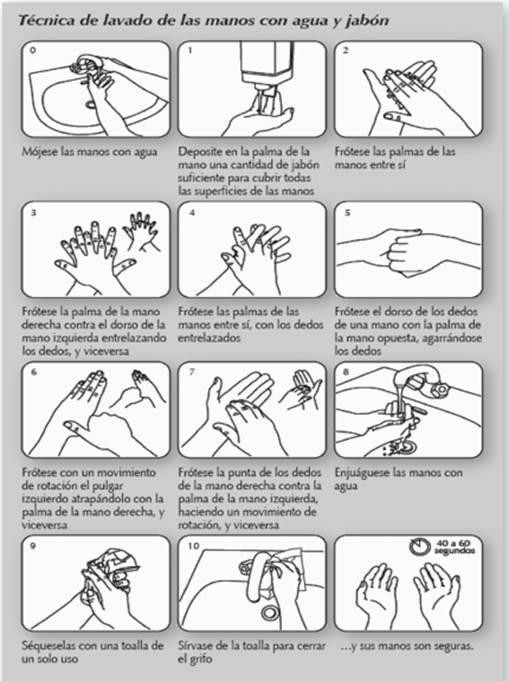 Técnica de lavado de las manos con agua y jabón
0
Mójese las manos con agua
1
Deposite en la palma de la
mano una cantidad de jabón
suficiente para cubrir todas
las superficies de las manos
2
Frótese las palmas de las
manos entre sí
3
Frótese la palma de la mano
derecha contra el dorso de la
mano izquierda entrelazando
los dedos, y viceversa
4
Frótese las palmas de las
manos entre sí, con los dedos
entrelazados
5
Frótese el dorso de los dedos
de una mano con la palma de
la mano opuesta, agarrándose
los dedos
6
Frótese con un movimiento
de rotación el pulgar
izquierdo atrapándolo con la
palma de la mano derecha, y
viceversa
7
Frótese la punta de los dedos
de la mano derecha contra la
palma de la mano izquierda,
haciendo un movimiento de
rotación, y viceversa
8
Enjuáguese las manos con
agua
9
Séqueselas con una toalla de
un solo uso
10
Sírvase de la toalla para cerrar
el grifo
40 a 60
segundos
...y sus manos son seguras.